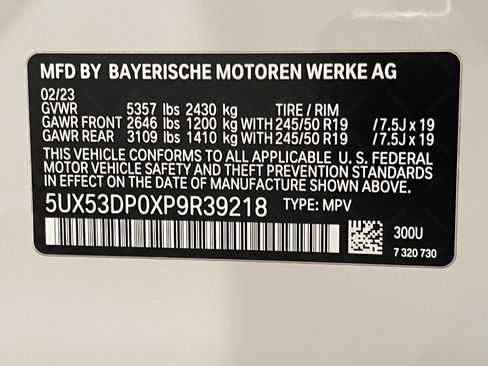 MFD BY BAYERISCHE MOTOREN WERKE AG
02/23
GVWR 5357 lbs 2430 kg TIRE / RIM
GAWR FRONT 2646 lbs 1200 kg WITH 245/50 R19 /7.5J x 19
GAWR REAR 3109 lbs 1410 kg WITH 245/50 R19 /7.5J x 19
THIS VEHICLE CONFORMS TO ALL APPLICABLE U. S. FEDERAL
MOTOR VEHICLE SAFETY, AND THEFT PREVENTION STANDARDS
IN EFFECT ON THE DATE OF MANUFACTURE SHOWN ABOVE.
5UX53DP0XP9R39218 TYPE: MPV
300U
7 320 730